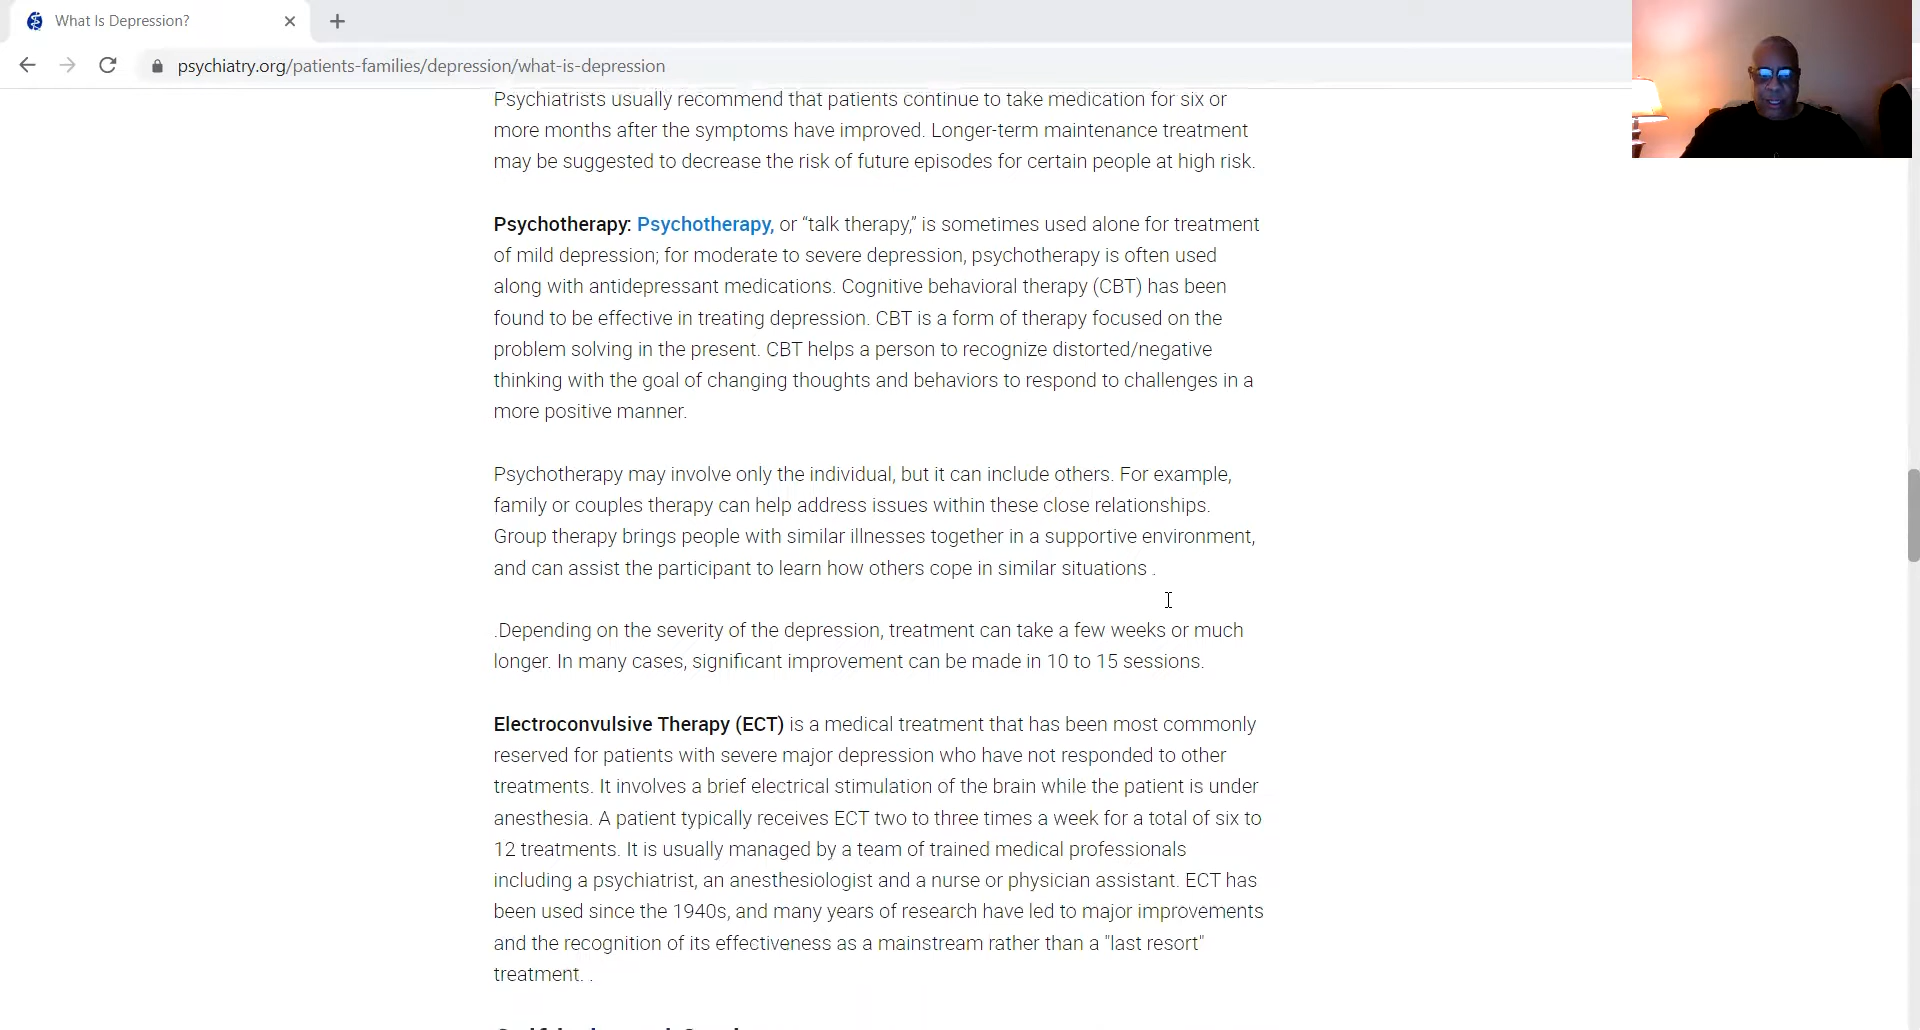 What Is Depression?
psychiatry.org/patients-families/depression/what-is-depression
Psychiatrists usually recommend that patients continue to take medication for six or
more months after the symptoms have improved. Longer-term maintenance treatment
may be suggested to decrease the risk of future episodes for certain people at high risk.
Psychotherapy: Psychotherapy, or “talk therapy,” is sometimes used alone for treatment
of mild depression; for moderate to severe depression, psychotherapy is often used
along with antidepressant medications. Cognitive behavioral therapy (CBT) has been
found to be effective in treating depression. CBT is a form of therapy focused on the
problem solving in the present. CBT helps a person to recognize distorted/negative
thinking with the goal of changing thoughts and behaviors to respond to challenges in a
more positive manner.
Psychotherapy may involve only the individual, but it can include others. For example,
family or couples therapy can help address issues within these close relationships.
Group therapy brings people with similar illnesses together in a supportive environment,
and can assist the participant to learn how others cope in similar situations .
.Depending on the severity of the depression, treatment can take a few weeks or much
longer. In many cases, significant improvement can be made in 10 to 15 sessions.
Electroconvulsive Therapy (ECT) is a medical treatment that has been most commonly
reserved for patients with severe major depression who have not responded to other
treatments. It involves a brief electrical stimulation of the brain while the patient is under
anesthesia. A patient typically receives ECT two to three times a week for a total of six to
12 treatments. It is usually managed by a team of trained medical professionals
including a psychiatrist, an anesthesiologist and a nurse or physician assistant. ECT has
been used since the 1940s, and many years of research have led to major improvements
and the recognition of its effectiveness as a mainstream rather than a "last resort"
treatment. .